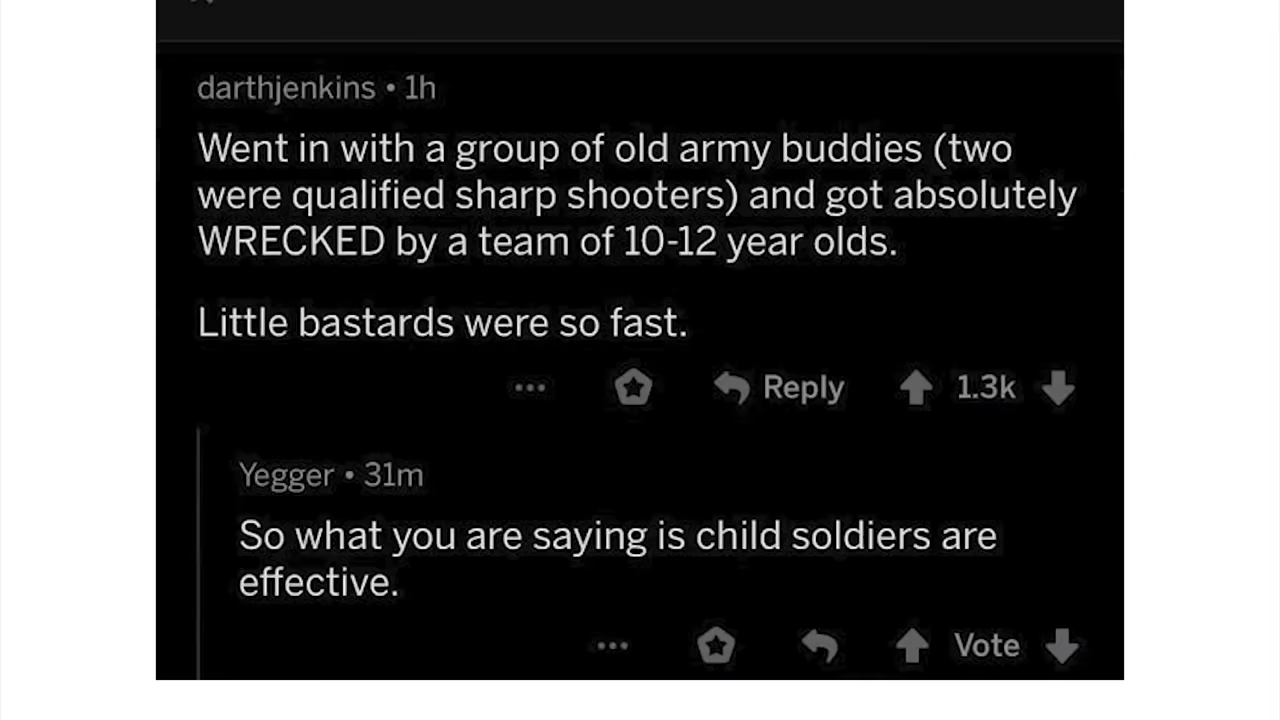 darthjenkins • 1h
Went in with a group of old army buddies (two
were qualified sharp shooters) and got absolutely
WRECKED by a team of 10-12 year olds.
Little bastards were so fast.
Reply 1.3k
Yegger • 31m
So what you are saying is child soldiers are
effective.
Vote